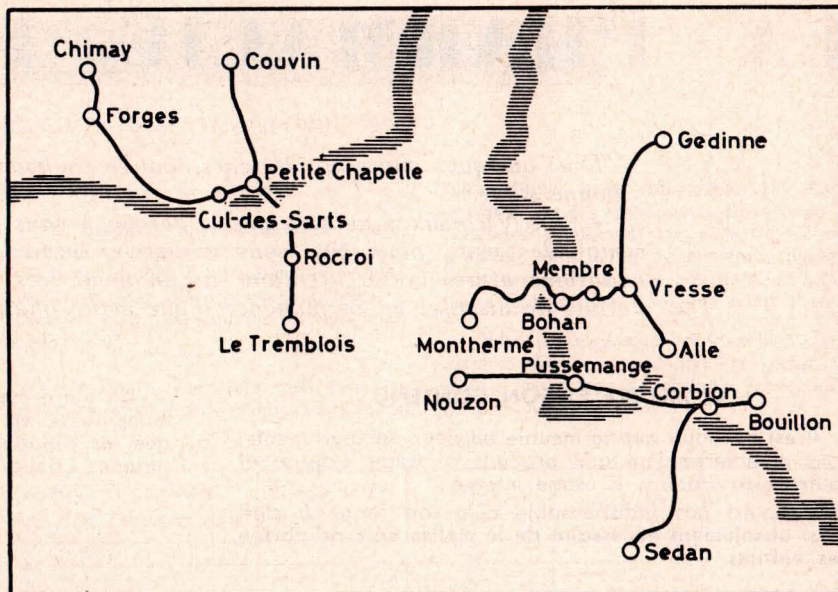 Chimay
Couvin
Forges
Gedinne
Petite Chapelle
Cul-des-Sarts
Rocroi
Membre
Vresse
Bohan
Le Tremblois
Monthermé
Alle
Pussemange
Nouzon
Corbion
Bouillon
Sedan